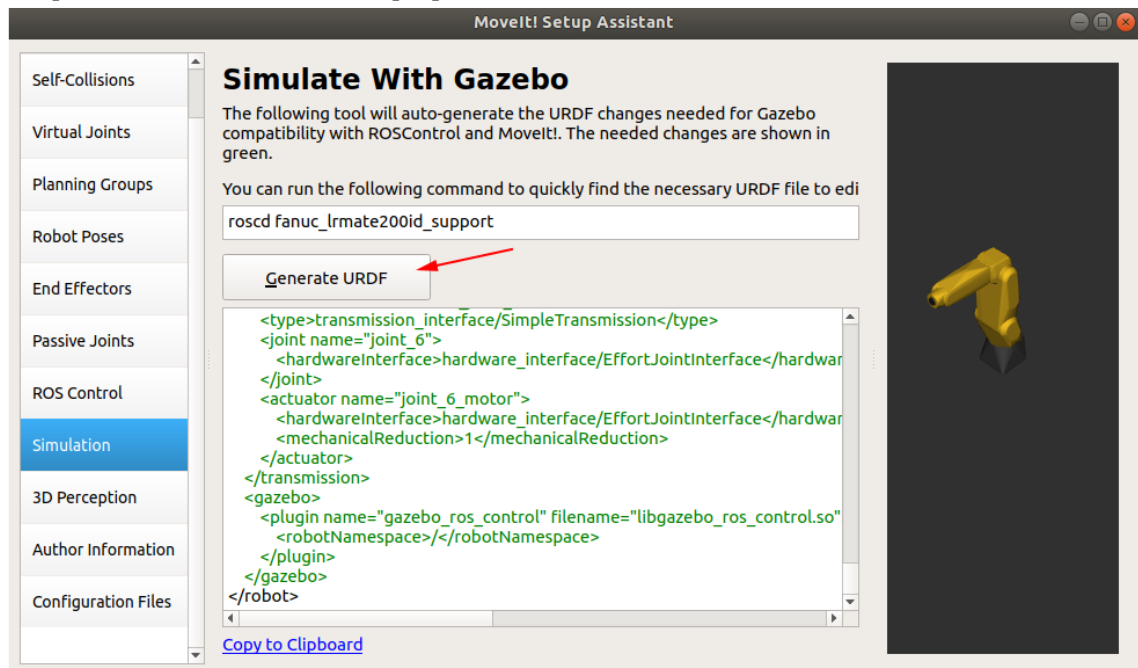 MoveIt! Setup Assistant
Self-Collisions
Virtual Joints
Planning Groups
Robot Poses
End Effectors
Passive Joints
ROS Control
Simulation
3D Perception
Author Information
Configuration Files
Simulate With Gazebo
The following tool will auto-generate the URDF changes needed for Gazebo
compatibility with ROSControl and MoveIt!. The needed changes are shown in
green.
You can run the following command to quickly find the necessary URDF file to edi
roscd fanuc_lrmate200id_support
Generate URDF
<type>transmission_interface/SimpleTransmission</type>
<joint name="joint_6">
<hardwareInterface>hardware_interface/EffortJointInterface</hardwar
</joint>
<actuator name="joint_6_motor">
<hardwareInterface>hardware_interface/EffortJointInterface</hardwar
<mechanicalReduction>1</mechanicalReduction>
</actuator>
</transmission>
<gazebo>
<plugin name="gazebo_ros_control" filename="libgazebo_ros_control.so"
<robotNamespace>/</robotNamespace>
</plugin>
</gazebo>
</robot>
Copy to Clipboard